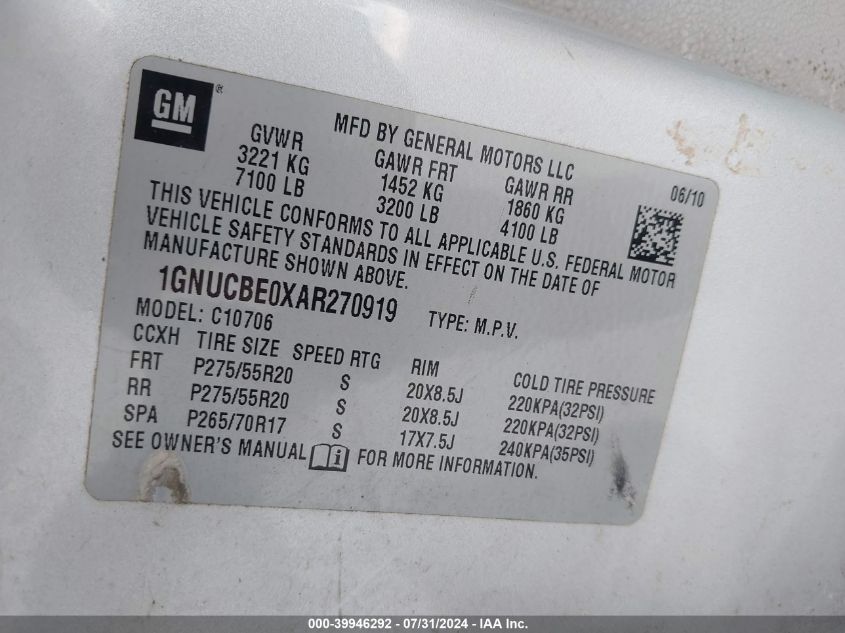 GM ®
MFD BY GENERAL MOTORS LLC 06/10
GVWR GAWR FRT GAWR RR
3221 KG 1452 KG 1860 KG
7100 LB 3200 LB 4100 LB
THIS VEHICLE CONFORMS TO ALL APPLICABLE U.S. FEDERAL MOTOR
VEHICLE SAFETY STANDARDS IN EFFECT ON THE DATE OF
MANUFACTURE SHOWN ABOVE.
1GNUCBE0XAR270919 TYPE: M.P.V.
MODEL: C10706
CCXH TIRE SIZE SPEED RTG RIM COLD TIRE PRESSURE
FRT P275/55R20 S 20X8.5J 220KPA(32PSI)
RR P275/55R20 S 20X8.5J 220KPA(32PSI)
SPA P265/70R17 S 17X7.5J 240KPA(35PSI)
SEE OWNER'S MANUAL i FOR MORE INFORMATION.
000-39946292 - 07/31/2024 - IAA Inc.